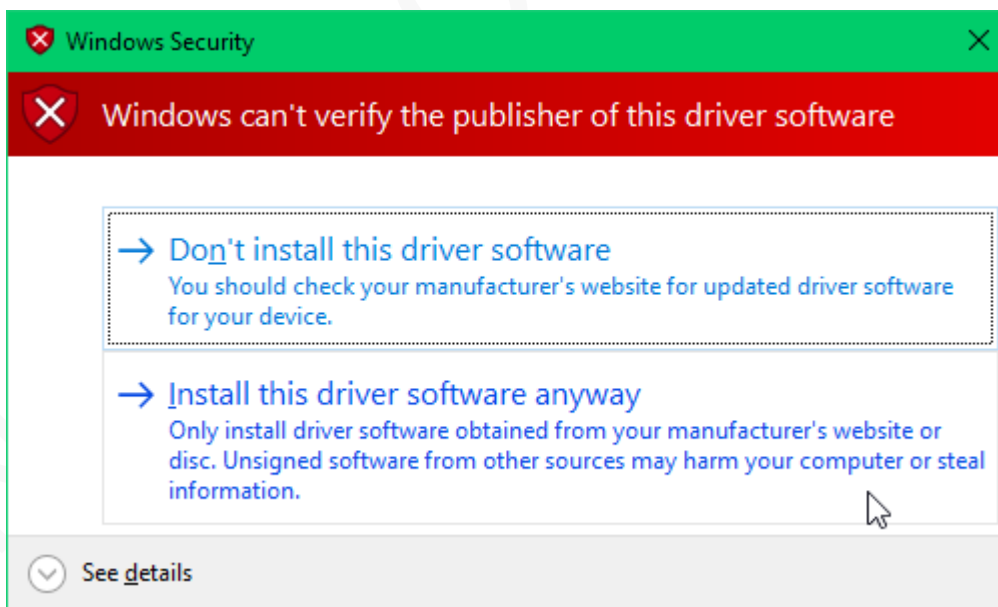 Windows Security
Windows can't verify the publisher of this driver software
Don't install this driver software
You should check your manufacturer's website for updated driver software
for your device.
Install this driver software anyway
Only install driver software obtained from your manufacturer's website or
disc. Unsigned software from other sources may harm your computer or steal
information.
See details